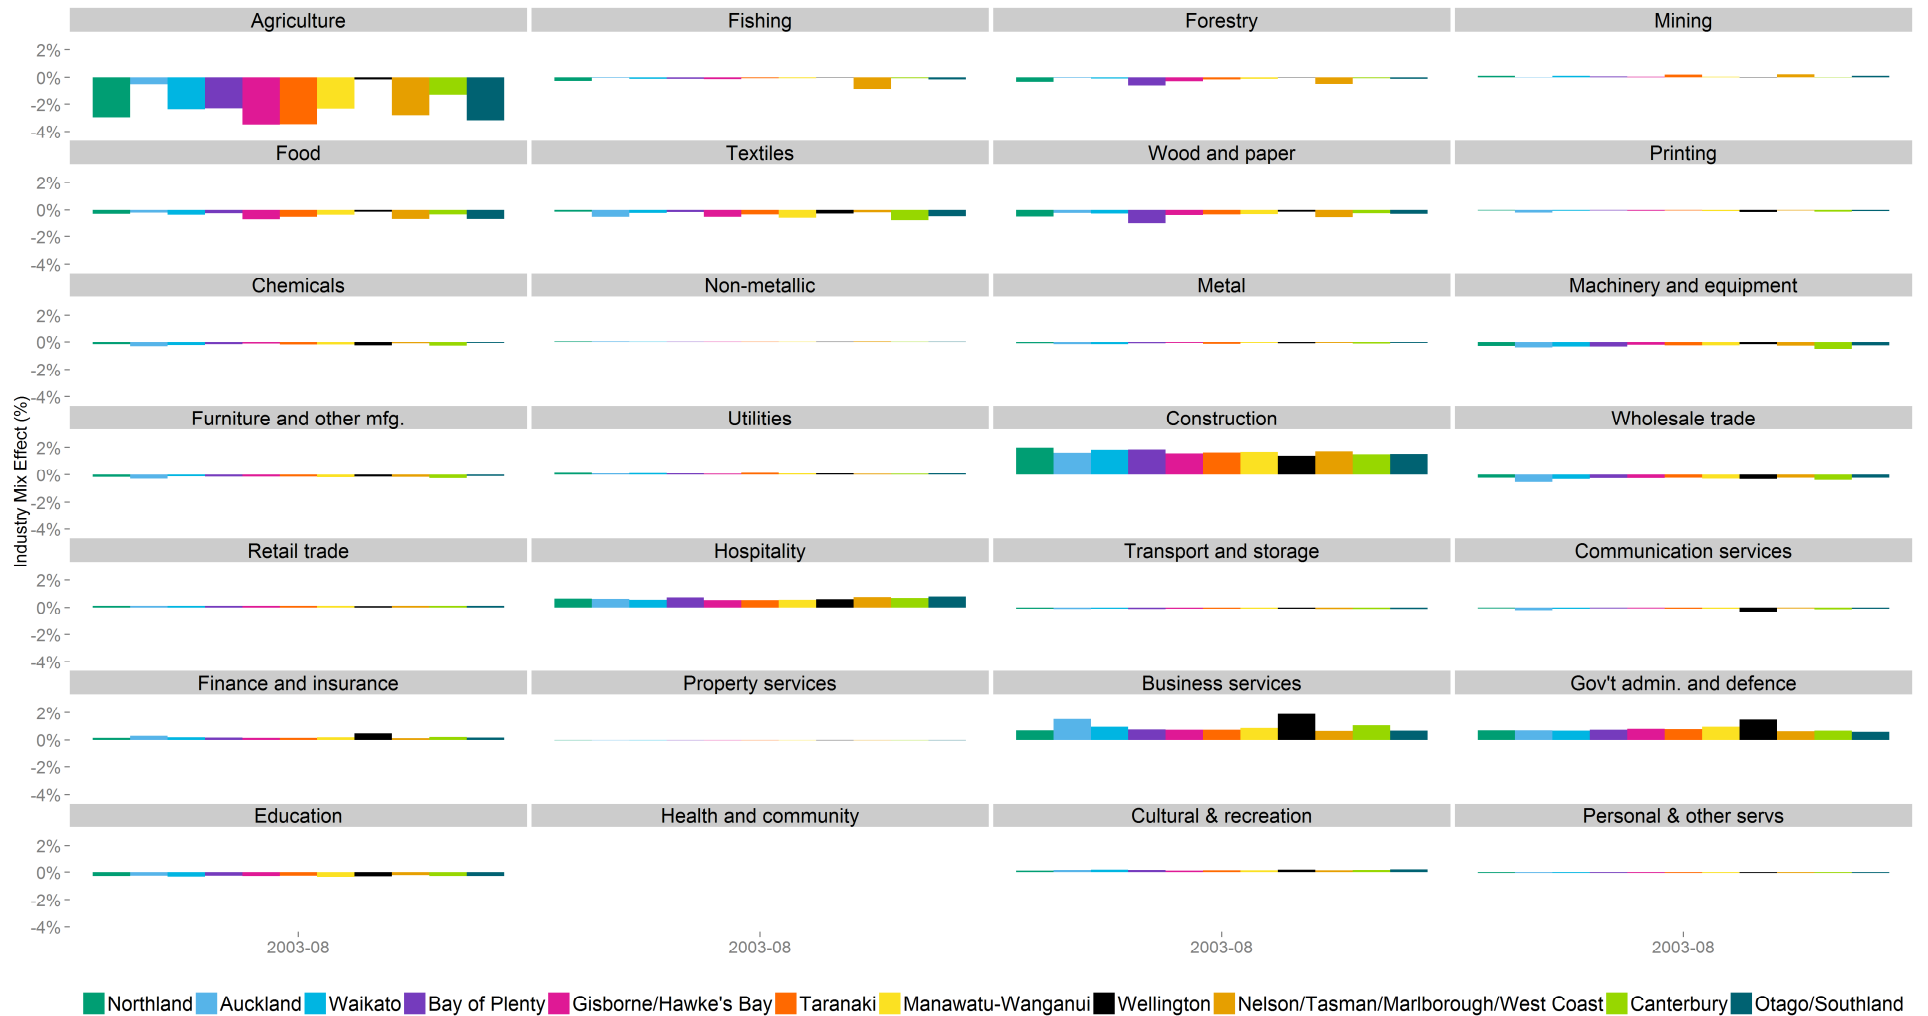 Agriculture Fishing Forestry Mining
2%
0%
-2%
-4%
Food Textiles Wood and paper Printing
2%
0%
-2%
-4%
Chemicals Non-metallic Metal Machinery and equipment
2%
0%
-2%
-4%
Furniture and other mfg. Utilities Construction Wholesale trade
2%
0%
-2%
-4%
Industry Mix Effect (%)
Retail trade Hospitality Transport and storage Communication services
2%
0%
-2%
-4%
Finance and insurance Property services Business services Gov't admin. and defence
2%
0%
-2%
-4%
Education Health and community Cultural & recreation Personal & other servs
2%
0%
-2%
-4%
2003-08 2003-08 2003-08 2003-08
Northland Auckland Waikato Bay of Plenty Gisborne/Hawke's Bay Taranaki Manawatu-Wanganui Wellington Nelson/Tasman/Marlborough/West Coast Canterbury Otago/Southland